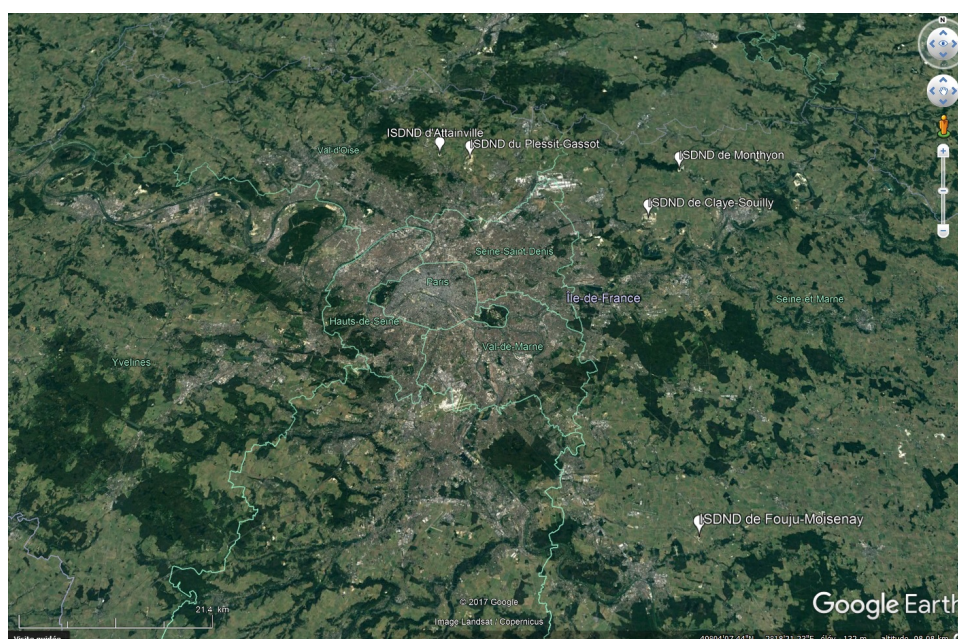 N
ISDND d'Attainville
ISDND du Plessit-Gassot
Val d'Oise
ISDND de Monthyon
ISDND de Claye-Souilly
Seine-Saint-Denis
Paris
Île-de-France
Seine-et-Marne
Hauts-de-Seine
Val-de-Marne
Yvelines
ISDND de Fouju-Moisenay
© 2017 Google
21.4 km
Image Landsat / Copernicus
Google Earth
Visite guidée